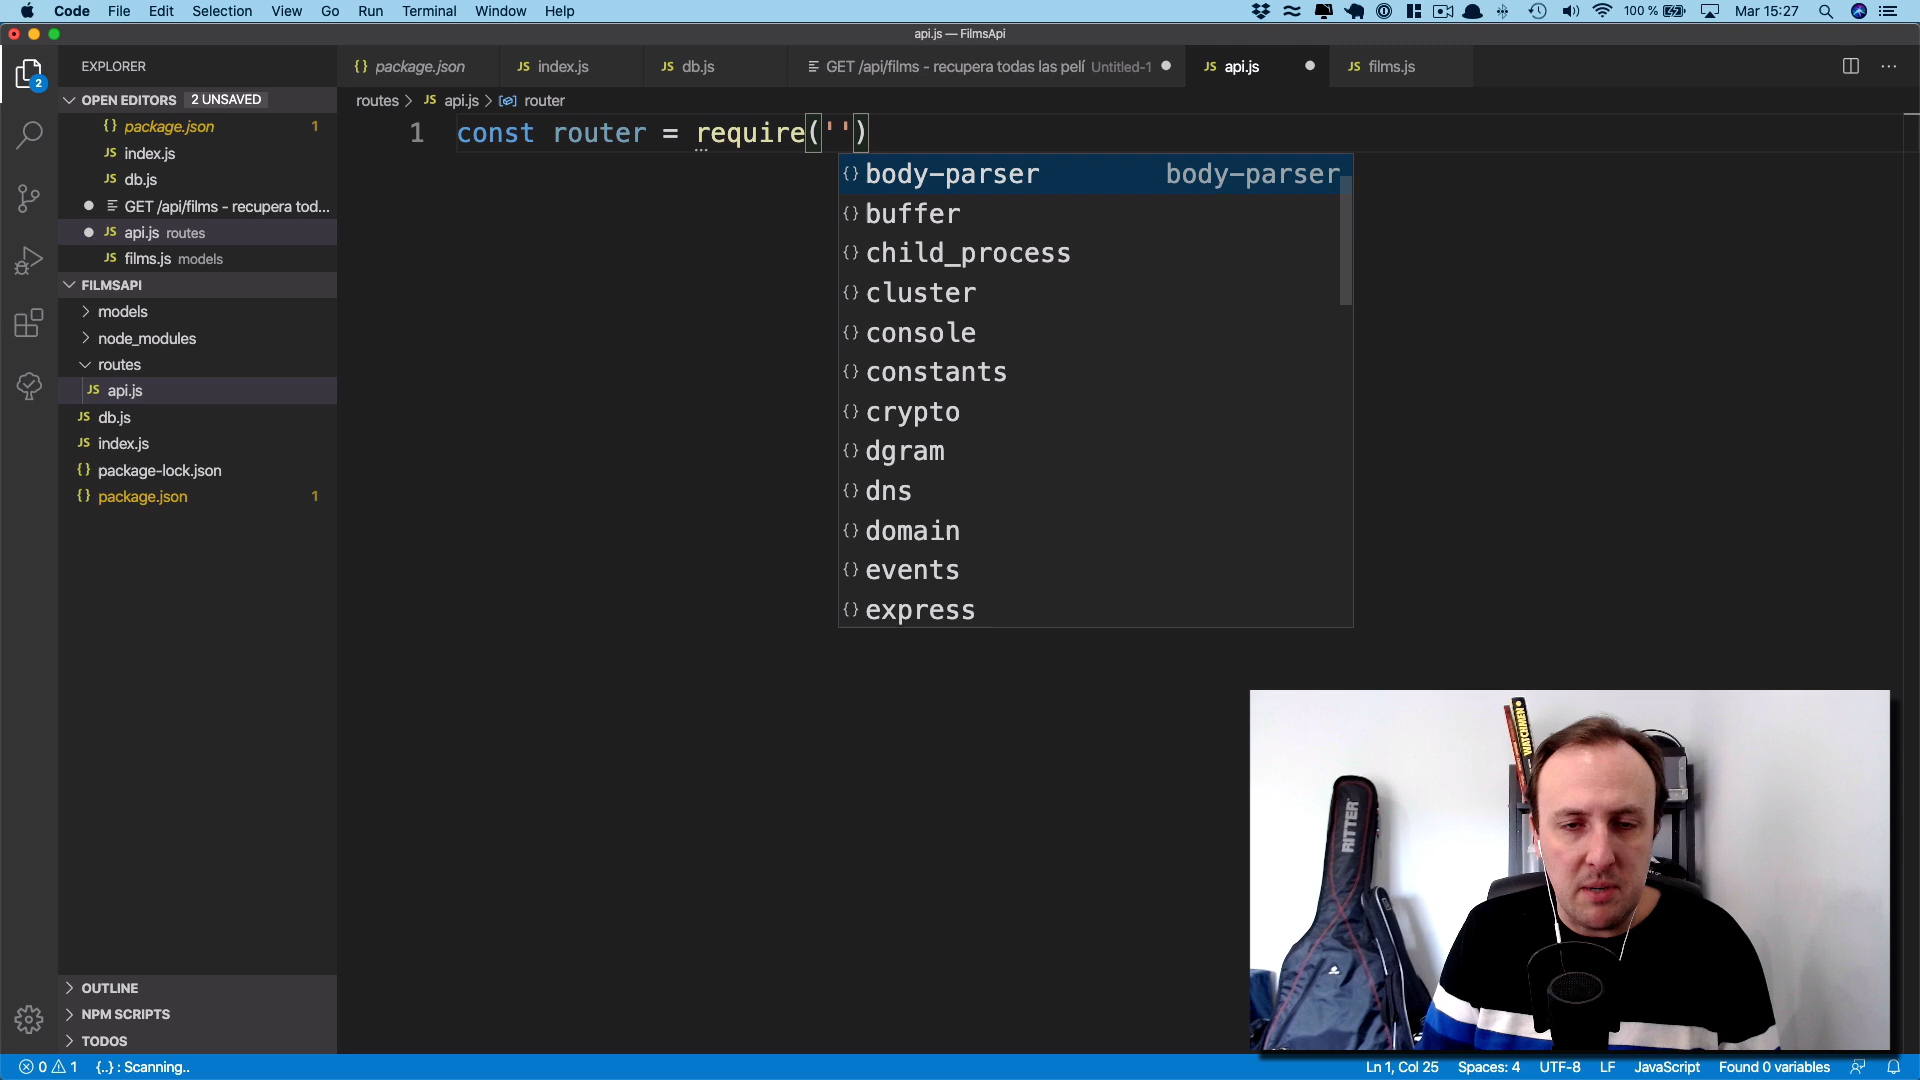 Code File Edit Selection View Go Run Terminal Window Help 100 % Mar 15:27
api.js — FilmsApi
2
EXPLORER
OPEN EDITORS 2 UNSAVED
{} package.json 1
JS index.js
JS db.js
GET /api/films - recupera tod...
JS api.js routes
JS films.js models
FILMSAPI
models
node_modules
routes
JS api.js
JS db.js
JS index.js
{} package-lock.json
{} package.json 1
OUTLINE
NPM SCRIPTS
TODOS
{} package.json JS index.js JS db.js GET /api/films - recupera todas las pelí Untitled-1 JS api.js JS films.js
routes > JS api.js > router
1 const router = require('')
{} body-parser body-parser
{} buffer
{} child_process
{} cluster
{} console
{} constants
{} crypto
{} dgram
{} dns
{} domain
{} events
{} express
WATCHMEN
RITTER
0 1 {..} : Scanning.. Ln 1, Col 25 Spaces: 4 UTF-8 LF JavaScript Found 0 variables